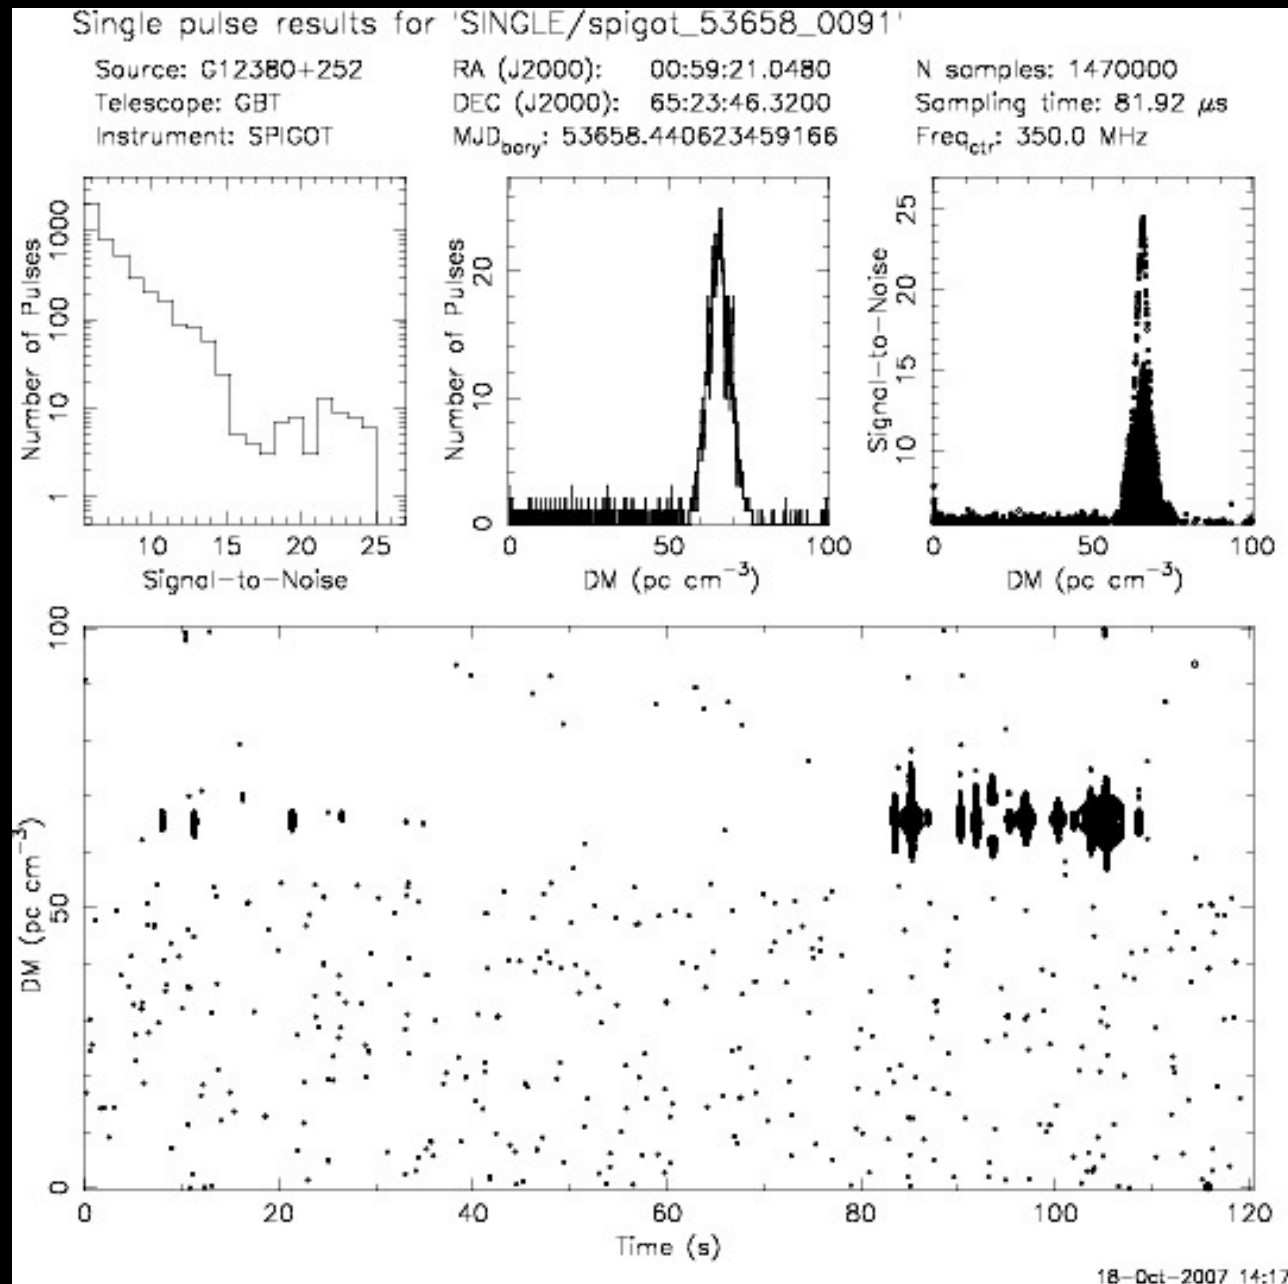 Single pulse results for 'SINGLE/spigot_53658_0091'
Source: G12380+252
RA (J2000): 00:59:21.0480
N samples: 1470000
Telescope: GBT
DEC (J2000): 65:23:46.3200
Sampling time: 81.92 μs
Instrument: SPIGOT
MJD_bary: 53658.440623459166
Freq_ctr: 350.0 MHz
Number of Pulses
1
10
100
1000
10 15 20 25
Signal-to-Noise
Number of Pulses
0
10
20
0 50 100
DM (pc cm⁻³)
Signal-to-Noise
10
15
20
25
0 50 100
DM (pc cm⁻³)
DM (pc cm⁻³)
0
50
100
0 20 40 60 80 100 120
Time (s)
18-Oct-2007 14:17